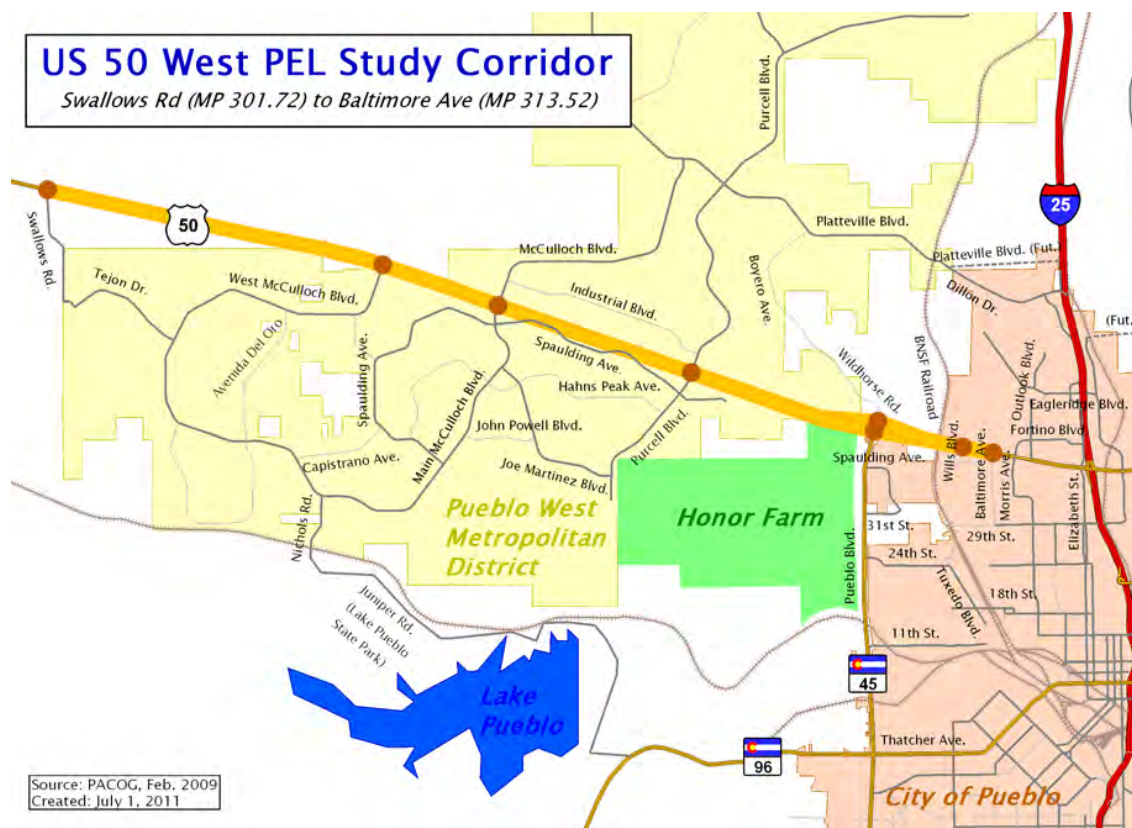 US 50 West PEL Study Corridor
Swallows Rd (MP 301.72) to Baltimore Ave (MP 313.52)
Purcell Blvd.
25
50
Swallows Rd.
McCulloch Blvd.
Platteville Blvd.
Platteville Blvd. (Fut.)
Tejon Dr.
West McCulloch Blvd.
Industrial Blvd.
Boyero Ave.
Dillon Dr.
(Fut.
Avenida Del Oro
Spaulding Ave.
Spaulding Ave.
BNSF Railroad
Wildhorse Rd.
Outlook Blvd.
Hahns Peak Ave.
Eagleridge Blvd.
Main McCulloch Blvd.
John Powell Blvd.
Purcell Blvd.
Fortino Blvd.
Capistrano Ave.
Joe Martinez Blvd.
Spaulding Ave.
Wills Blvd.
Baltimore Ave.
Morris Ave.
Elizabeth St.
Nichols Rd.
Pueblo West
Metropolitan
District
Honor Farm
31st St.
29th St.
24th St.
Pueblo Blvd.
Tuxedo Blvd.
18th St.
Juniper Rd.
(Lake Pueblo
State Park)
11th St.
45
Lake
Pueblo
96
Thatcher Ave.
Source: PACOG, Feb. 2009
Created: July 1, 2011
City of Pueblo